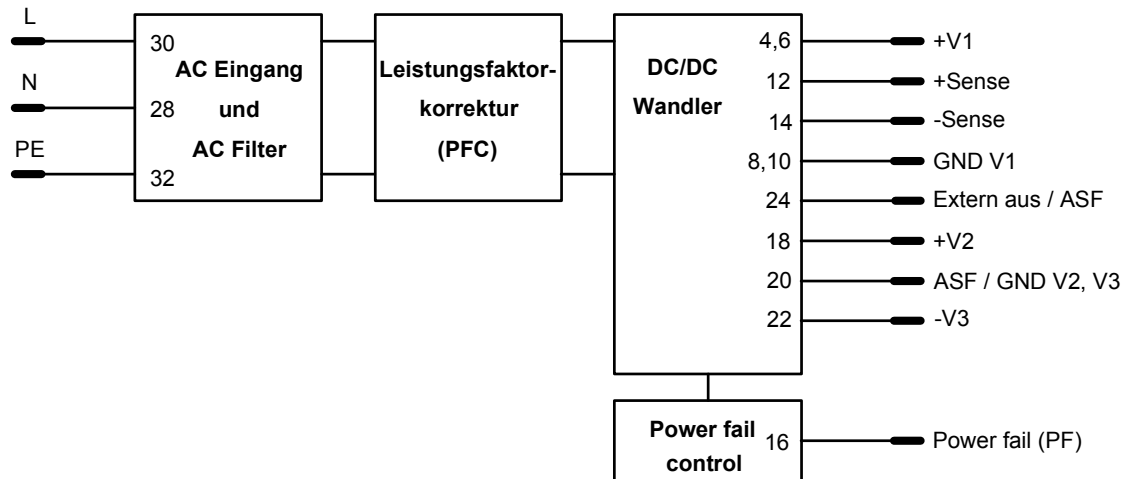 L
N
PE
30
28
32
AC Eingang
und
AC Filter
Leistungsfaktor-
korrektur
(PFC)
DC/DC
Wandler
4,6 +V1
12 +Sense
14 -Sense
8,10 GND V1
24 Extern aus / ASF
18 +V2
20 ASF / GND V2, V3
22 -V3
Power fail
control
16 Power fail (PF)